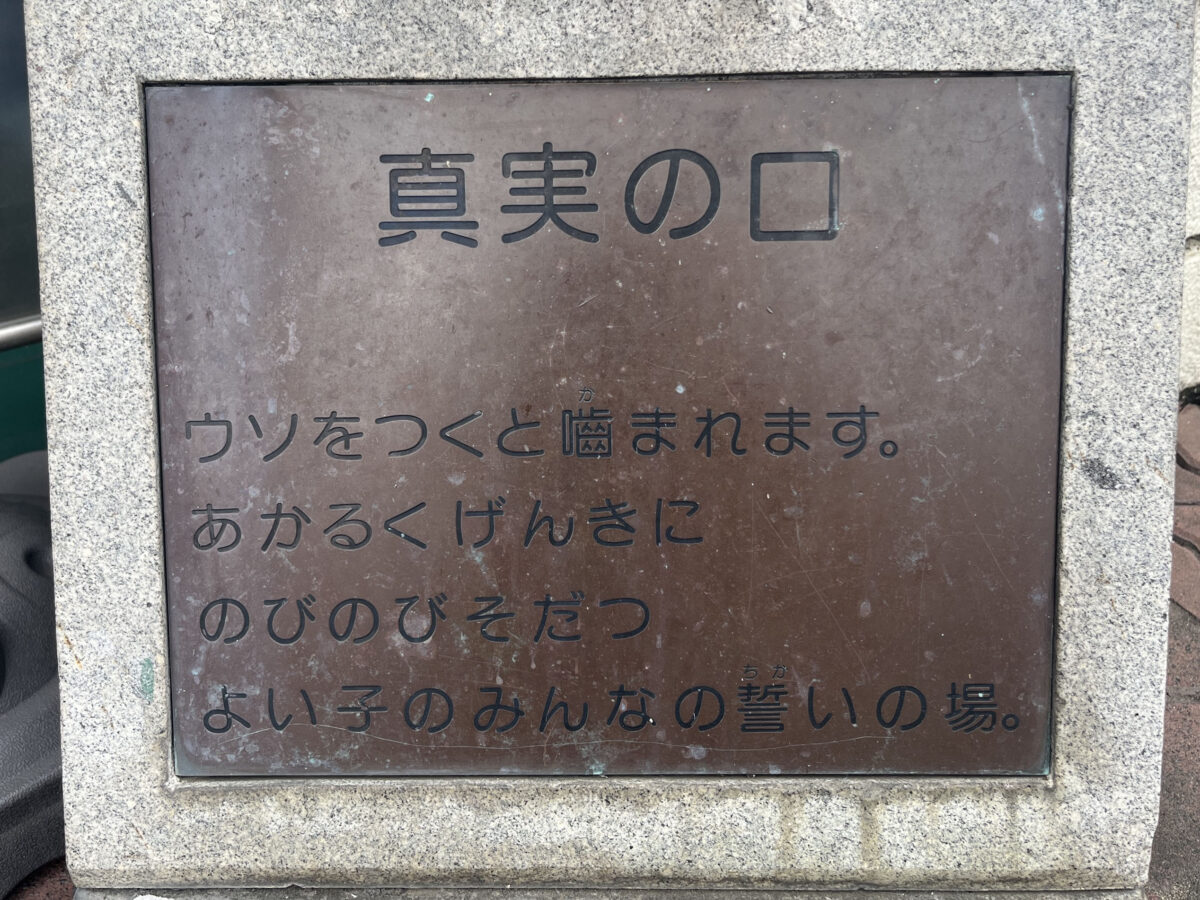 真実の口
ウソをつくと噛まれます。
あかるくげんきに
のびのびそだつ
よい子のみんなの誓いの場。